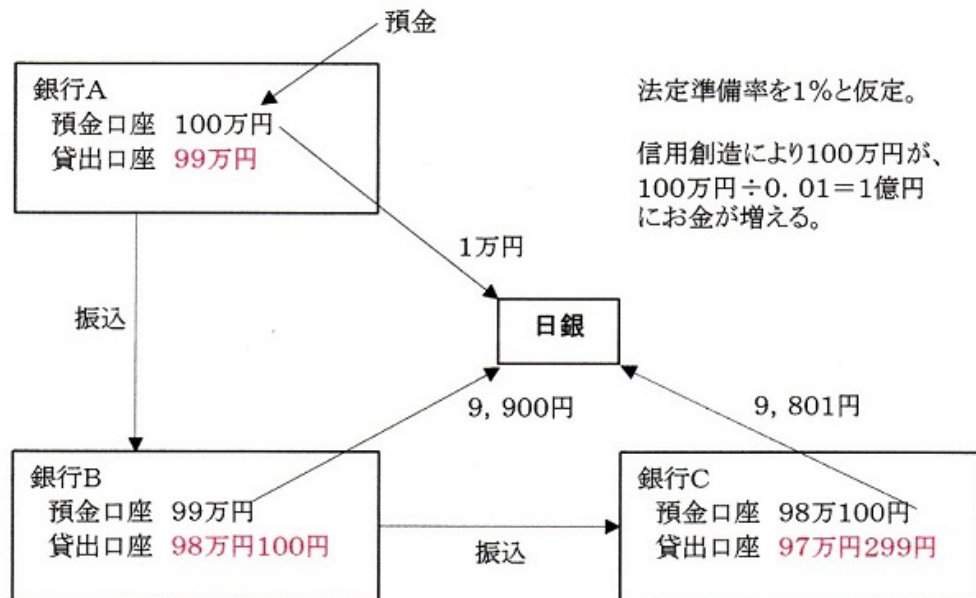 預金
銀行A
預金口座 100万円
貸出口座 99万円
法定準備率を1%と仮定。
信用創造により100万円が、
100万円÷0.01=1億円
にお金が増える。
1万円
振込
日銀
9,900円
9,801円
銀行B
預金口座 99万円
貸出口座 98万円100円
振込
銀行C
預金口座 98万100円
貸出口座 97万円299円